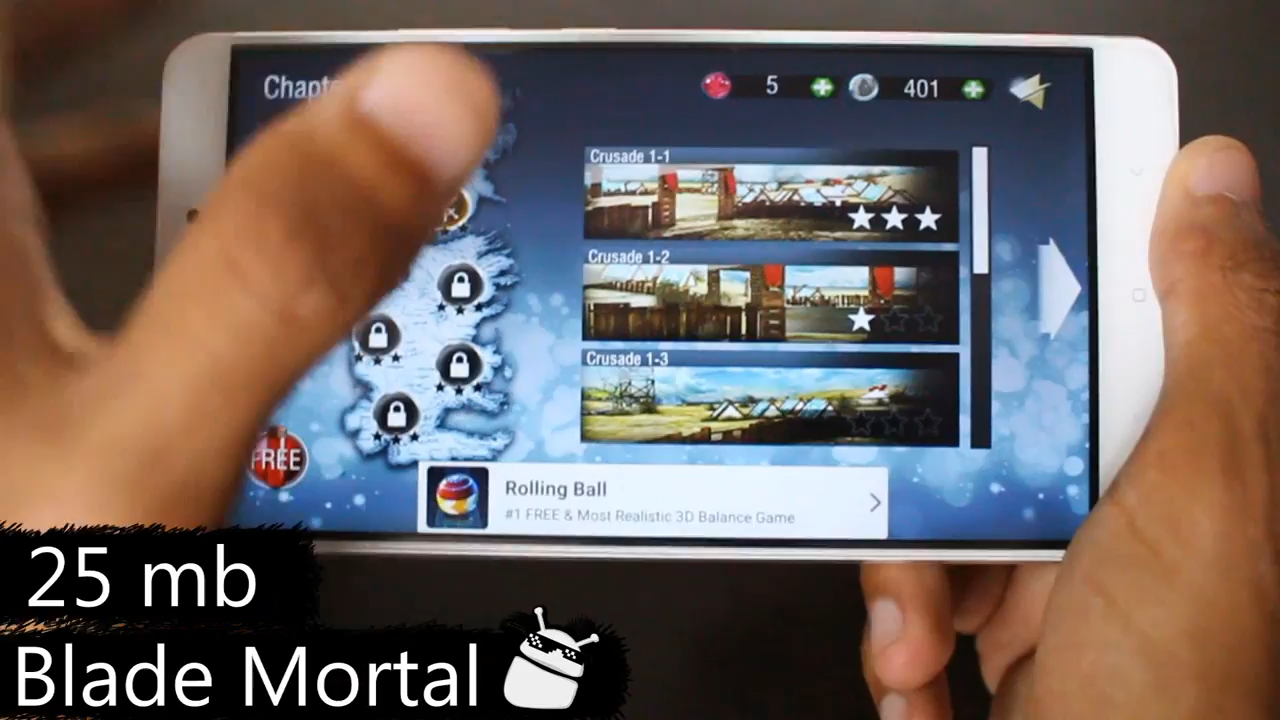 5
401
Crusade 1-1
Crusade 1-2
Crusade 1-3
FREE
Rolling Ball
#1 FREE & Most Realistic 3D Balance Game
25 mb
Blade Mortal